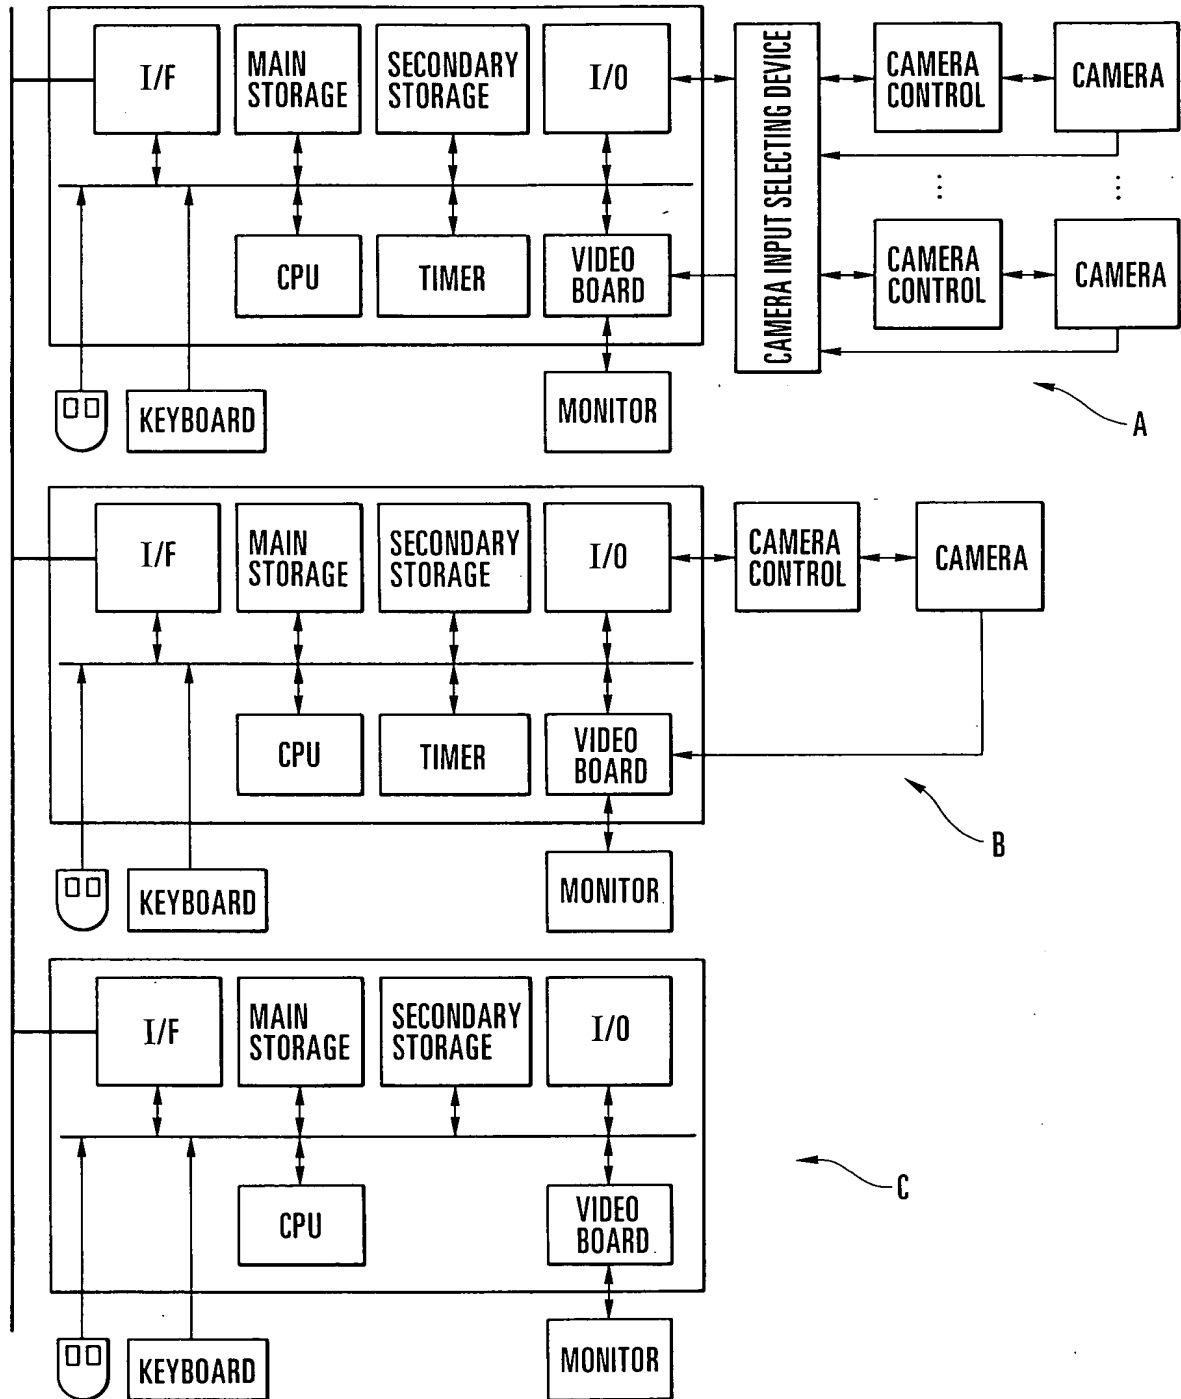 I/F
MAIN
STORAGE
SECONDARY
STORAGE
I/O
CAMERA INPUT SELECTING DEVICE
CAMERA
CONTROL
CAMERA
CPU
TIMER
VIDEO
BOARD
CAMERA
CONTROL
CAMERA
KEYBOARD
MONITOR
A
I/F
MAIN
STORAGE
SECONDARY
STORAGE
I/O
CAMERA
CONTROL
CAMERA
CPU
TIMER
VIDEO
BOARD
B
KEYBOARD
MONITOR
I/F
MAIN
STORAGE
SECONDARY
STORAGE
I/O
C
CPU
VIDEO
BOARD
KEYBOARD
MONITOR